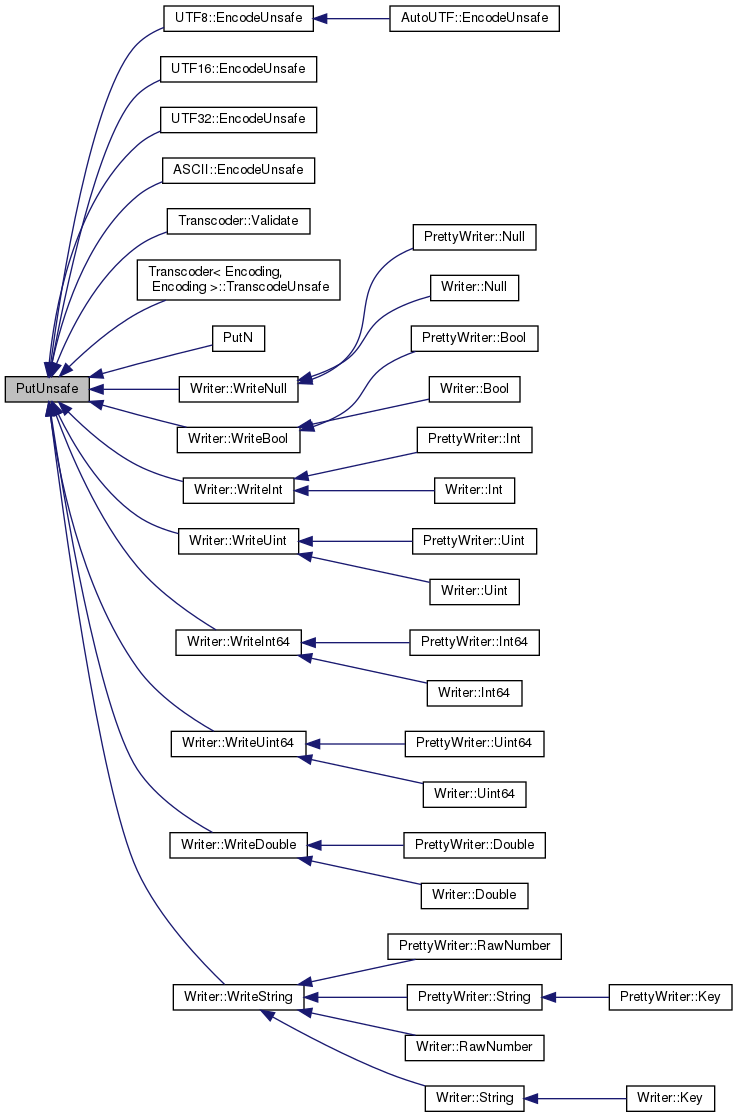 UTF8::EncodeUnsafe
AutoUTF::EncodeUnsafe
UTF16::EncodeUnsafe
UTF32::EncodeUnsafe
ASCII::EncodeUnsafe
Transcoder::Validate
PrettyWriter::Null
Transcoder< Encoding,
Encoding >::TranscodeUnsafe
Writer::Null
PutN
PrettyWriter::Bool
PutUnsafe
Writer::WriteNull
Writer::Bool
Writer::WriteBool
PrettyWriter::Int
Writer::WriteInt
Writer::Int
Writer::WriteUint
PrettyWriter::Uint
Writer::Uint
Writer::WriteInt64
PrettyWriter::Int64
Writer::Int64
Writer::WriteUint64
PrettyWriter::Uint64
Writer::Uint64
Writer::WriteDouble
PrettyWriter::Double
Writer::Double
PrettyWriter::RawNumber
Writer::WriteString
PrettyWriter::String
PrettyWriter::Key
Writer::RawNumber
Writer::String
Writer::Key